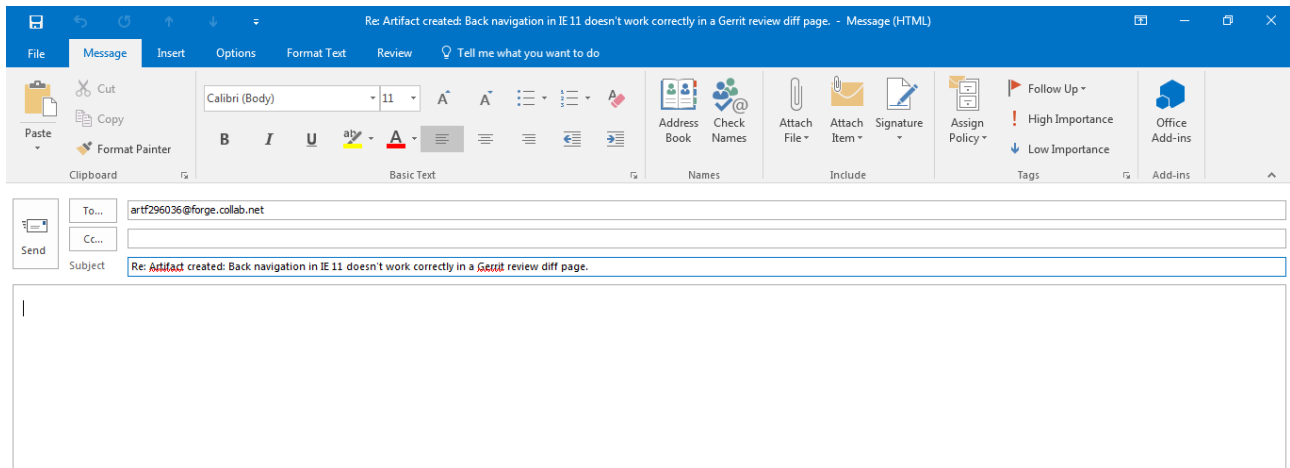 Re: Artifact created: Back navigation in IE 11 doesn't work correctly in a Gerrit review diff page. - Message (HTML)
File Message Insert Options Format Text Review Tell me what you want to do
Paste
Cut
Copy
Format Painter
Clipboard
Calibri (Body) 11 A A
B I U aby A
Basic Text
Address Book
Check Names
Names
Attach File
Attach Item
Signature
Include
Assign Policy
Follow Up
High Importance
Low Importance
Tags
Office Add-ins
Add-ins
Send
To... artf296036@forge.collab.net
Cc...
Subject Re: Artifact created: Back navigation in IE 11 doesn't work correctly in a Gerrit review diff page.